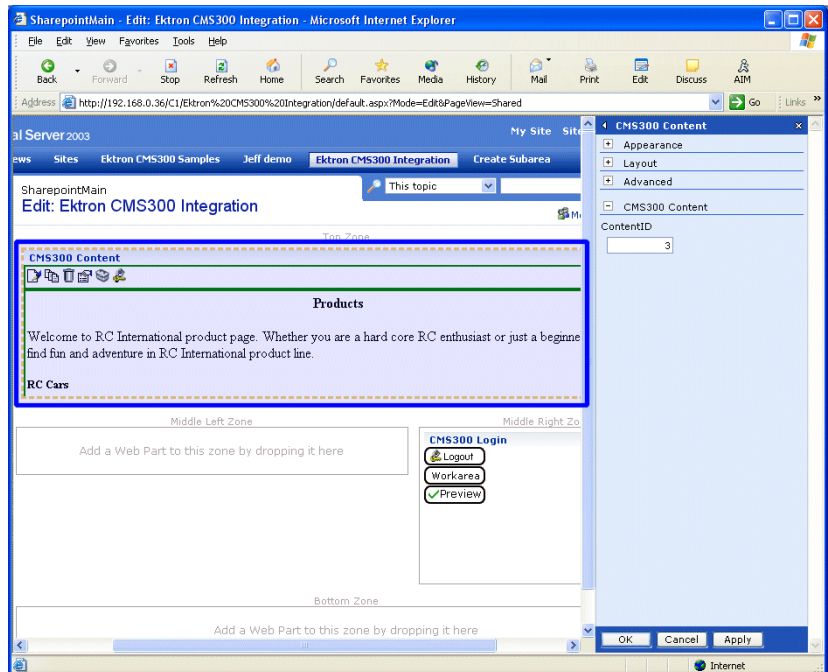 SharepointMain - Edit: Ektron CMS300 Integration - Microsoft Internet Explorer
File Edit View Favorites Tools Help
Back Forward Stop Refresh Home Search Favorites Media History Mail Print Edit Discuss AIM
Address http://192.168.0.36/C1/Ektron%20CMS300%20Integration/default.aspx?Mode=Edit&PageView=Shared Go Links »
al Server 2003 My Site Site
ews Sites Ektron CMS300 Samples Jeff demo Ektron CMS300 Integration Create Subarea
SharepointMain This topic
Edit: Ektron CMS300 Integration
Top Zone
CMS300 Content
Products
Welcome to RC International product page. Whether you are a hard core RC enthusiast or just a beginne
find fun and adventure in RC International product line.
RC Cars
Middle Left Zone Middle Right Zo
Add a Web Part to this zone by dropping it here
CMS300 Login
Logout
Workarea
Preview
Bottom Zone
Add a Web Part to this zone by dropping it here
CMS300 Content x
+ Appearance
+ Layout
+ Advanced
- CMS300 Content
ContentID
3
OK Cancel Apply
Internet